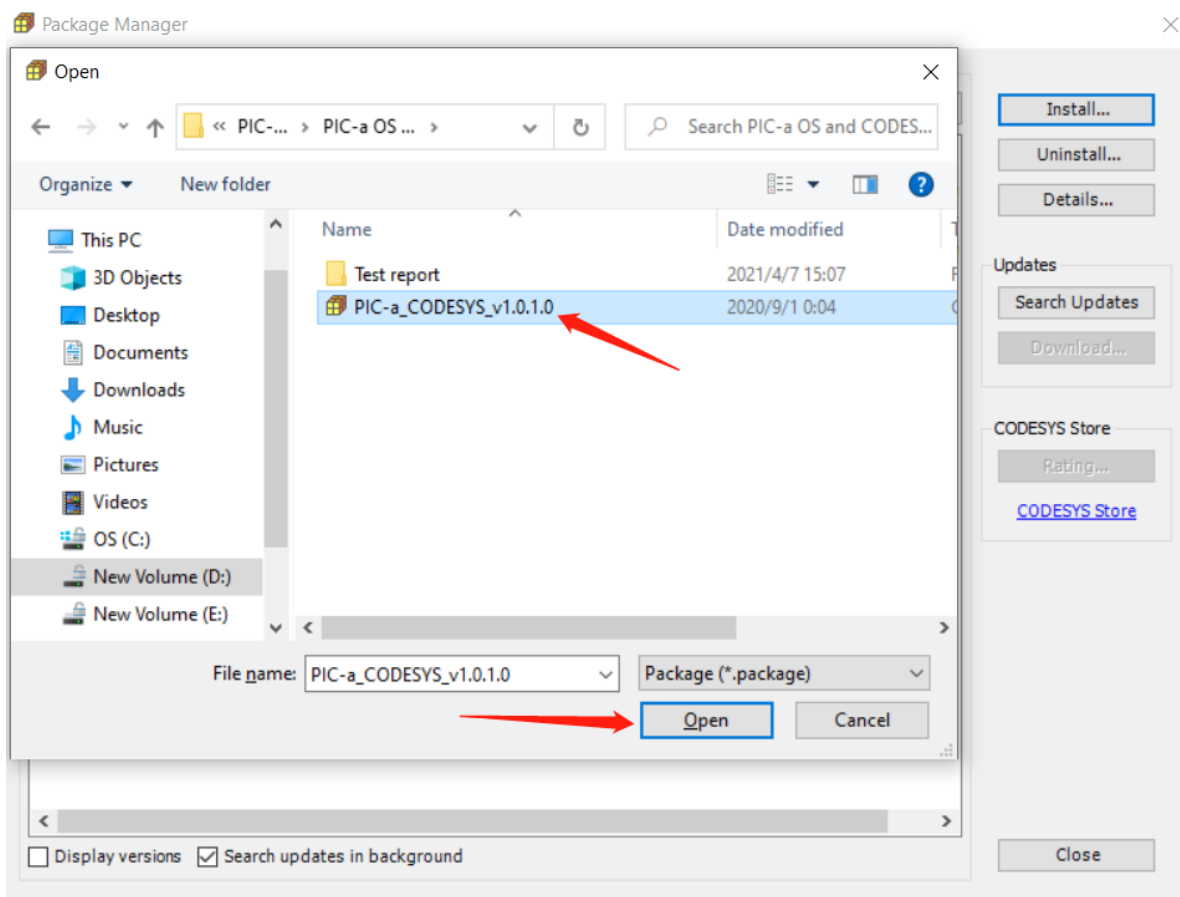 Package Manager
Open
« PIC-... › PIC-a OS ... ›
Search PIC-a OS and CODES...
Organize
New folder
?
Name
Date modified
This PC
3D Objects
Desktop
Documents
Downloads
Music
Pictures
Videos
OS (C:)
New Volume (D:)
New Volume (E:)
Test report
2021/4/7 15:07
PIC-a_CODESYS_v1.0.1.0
2020/9/1 0:04
File name:
PIC-a_CODESYS_v1.0.1.0
Package (*.package)
Open
Cancel
Install...
Uninstall...
Details...
Updates
Search Updates
Download...
CODESYS Store
Rating...
CODESYS Store
Display versions
Search updates in background
Close